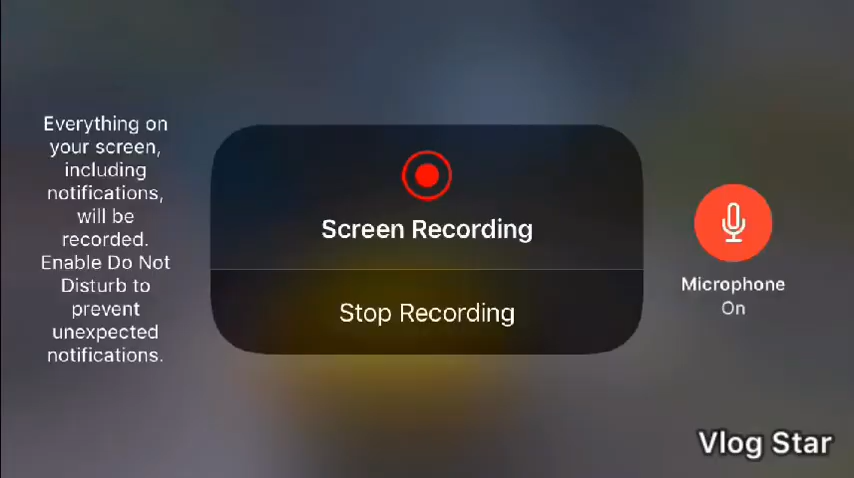 Everything on
your screen,
including
notifications,
will be
recorded.
Enable Do Not
Disturb to
prevent
unexpected
notifications.
Screen Recording
Stop Recording
Microphone
On
Vlog Star